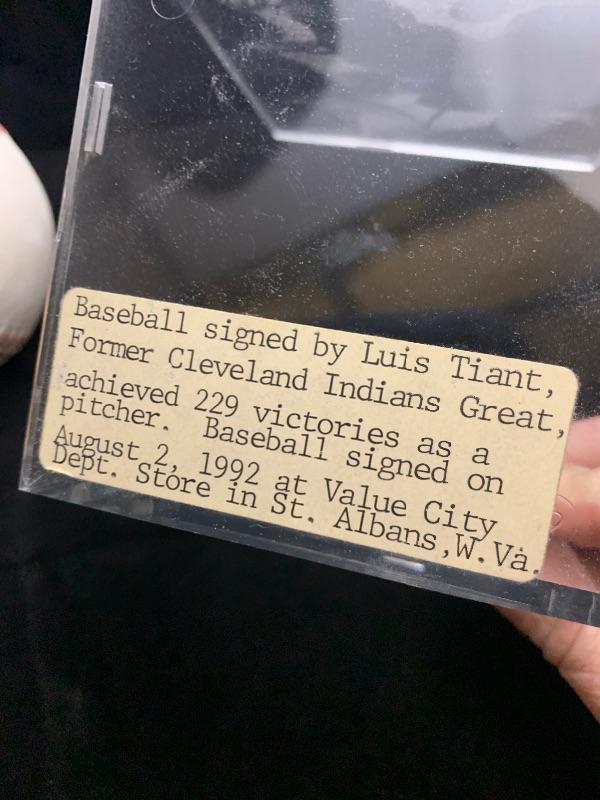 Baseball signed by Luis Tiant,
Former Cleveland Indians Great,
achieved 229 victories as a
pitcher. Baseball signed on
August 2, 1992 at Value City
Dept. Store in St. Albans,W.Va.